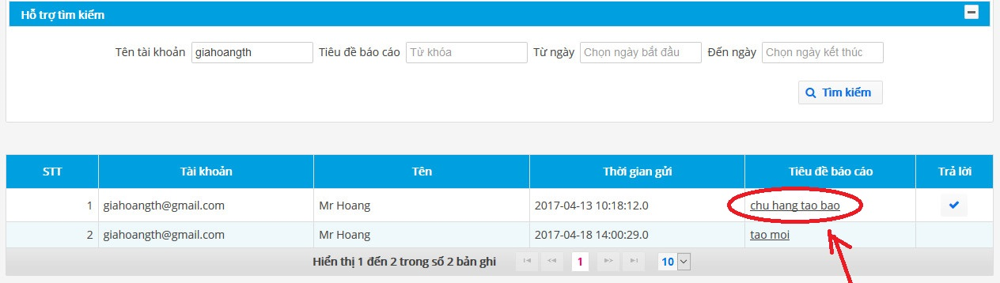 Hỗ trợ tìm kiếm
Tên tài khoản giahoangth Tiêu đề báo cáo Từ khóa Từ ngày Chọn ngày bắt đầu Đến ngày Chọn ngày kết thúc
Tìm kiếm
STT Tài khoản Tên Thời gian gửi Tiêu đề báo cáo Trả lời
1 giahoangth@gmail.com Mr Hoang 2017-04-13 10:18:12.0 chu hang tao bao
2 giahoangth@gmail.com Mr Hoang 2017-04-18 14:00:29.0 tao moi
Hiển thị 1 đến 2 trong số 2 bản ghi 1 10